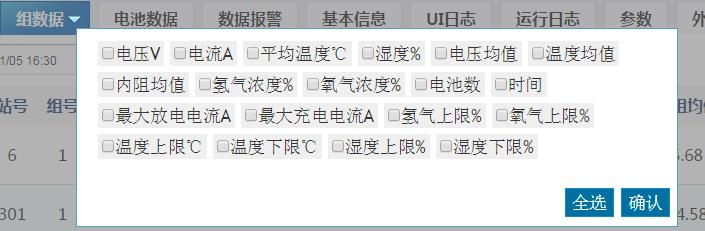 组数据 电池数据 数据报警 基本信息 UI日志 运行日志 参数
1/05 16:30
□电压V □电流A □平均温度℃ □湿度% □电压均值 □温度均值
□内阻均值 □氢气浓度% □氧气浓度% □电池数 □时间
□最大放电电流A □最大充电电流A □氢气上限% □氧气上限%
□温度上限℃ □温度下限℃ □湿度上限% □湿度下限%
全选 确认
站号 组号 组均
6 1 5.68
301 1 4.58